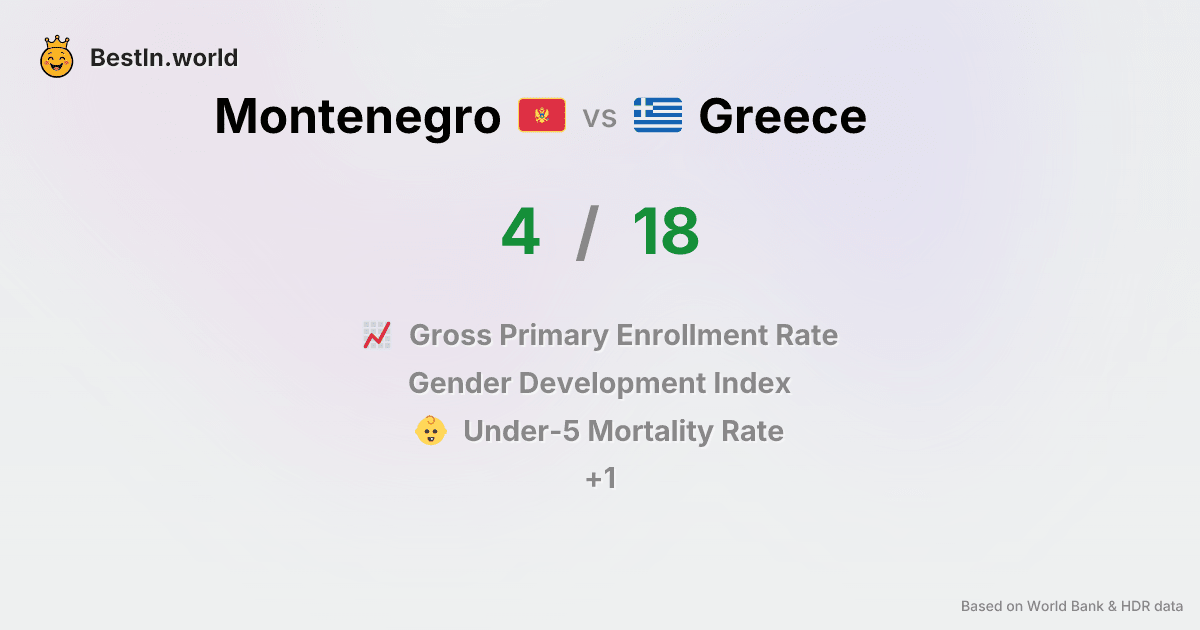 BestIn.world
Montenegro vs Greece
4 / 18
Gross Primary Enrollment Rate
Gender Development Index
Under-5 Mortality Rate
+1
Based on World Bank & HDR data